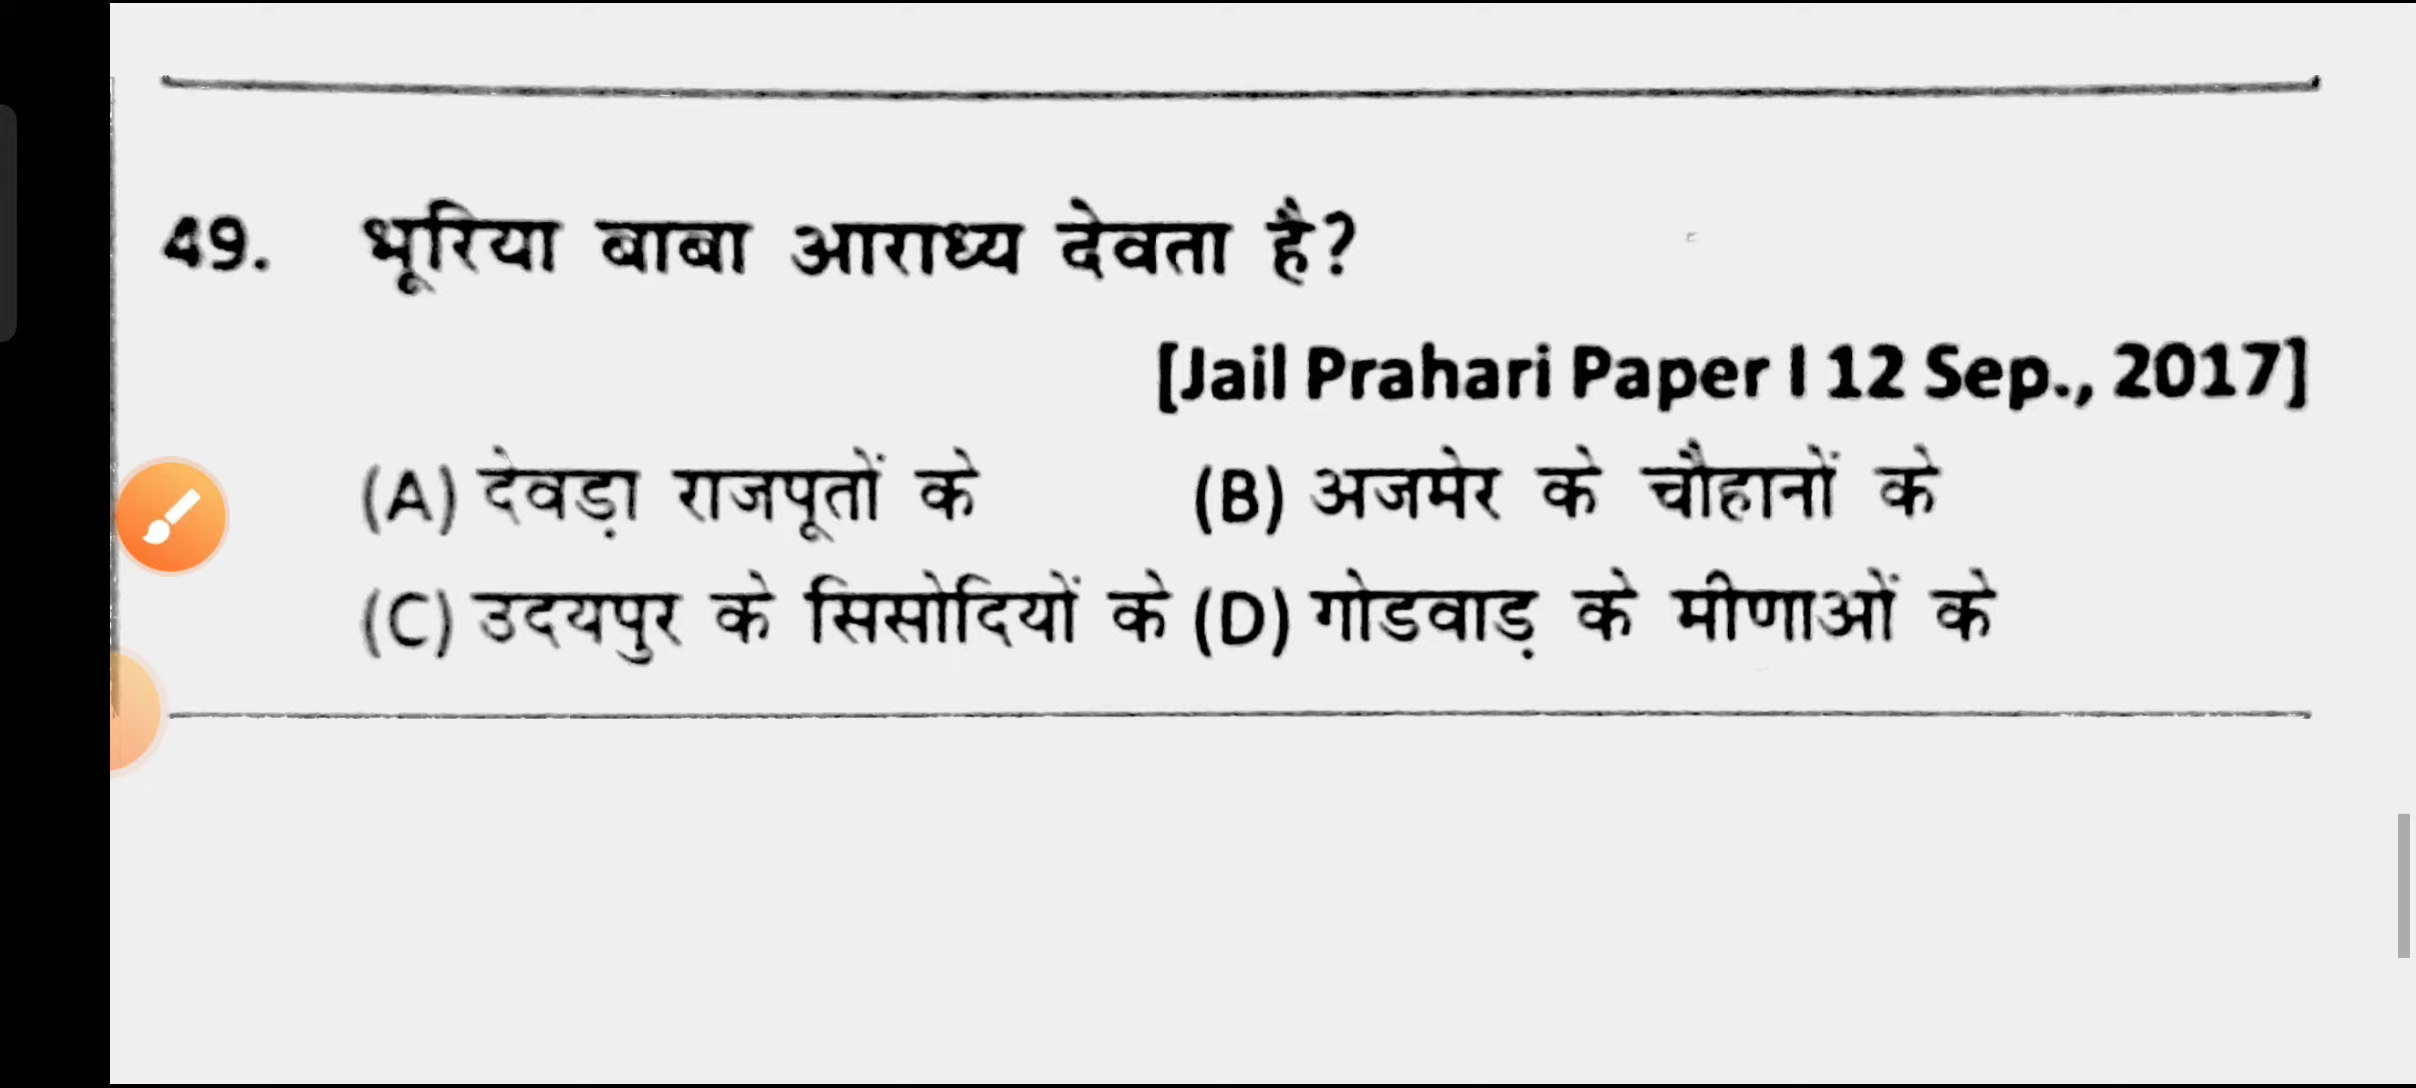 49. भूरिया बाबा आराध्य देवता है?
[Jail Prahari Paper I 12 Sep., 2017]
(A) देवड़ा राजपूतों के (B) अजमेर के चौहानों के
(C) उदयपुर के सिसोदियों के (D) गोडवाड़ के मीणाओं के